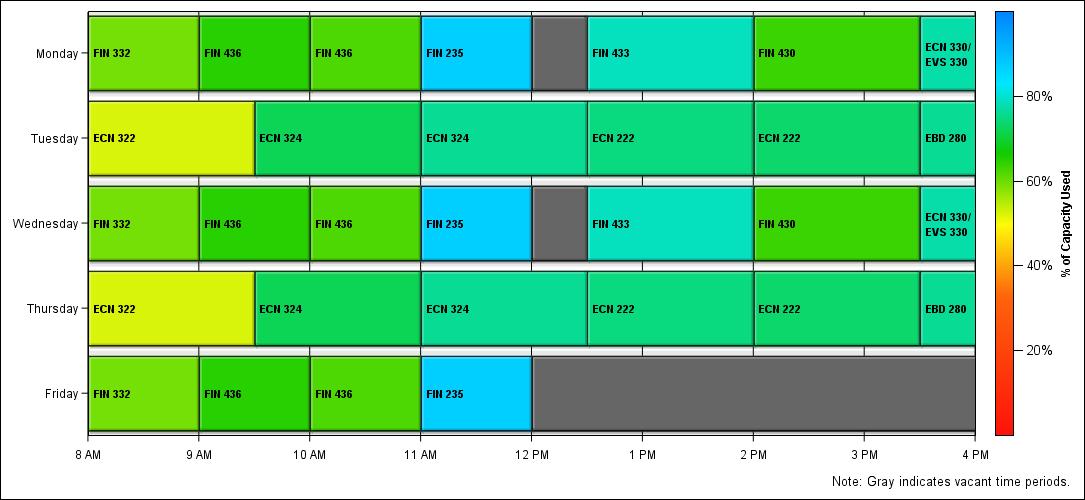 Monday
FIN 332
FIN 436
FIN 436
FIN 235
FIN 433
FIN 430
ECN 330/
EVS 330
Tuesday
ECN 322
ECN 324
ECN 324
ECN 222
ECN 222
EBD 280
Wednesday
FIN 332
FIN 436
FIN 436
FIN 235
FIN 433
FIN 430
ECN 330/
EVS 330
Thursday
ECN 322
ECN 324
ECN 324
ECN 222
ECN 222
EBD 280
Friday
FIN 332
FIN 436
FIN 436
FIN 235
8 AM
9 AM
10 AM
11 AM
12 PM
1 PM
2 PM
3 PM
4 PM
80%
60%
40%
20%
% of Capacity Used
Note: Gray indicates vacant time periods.